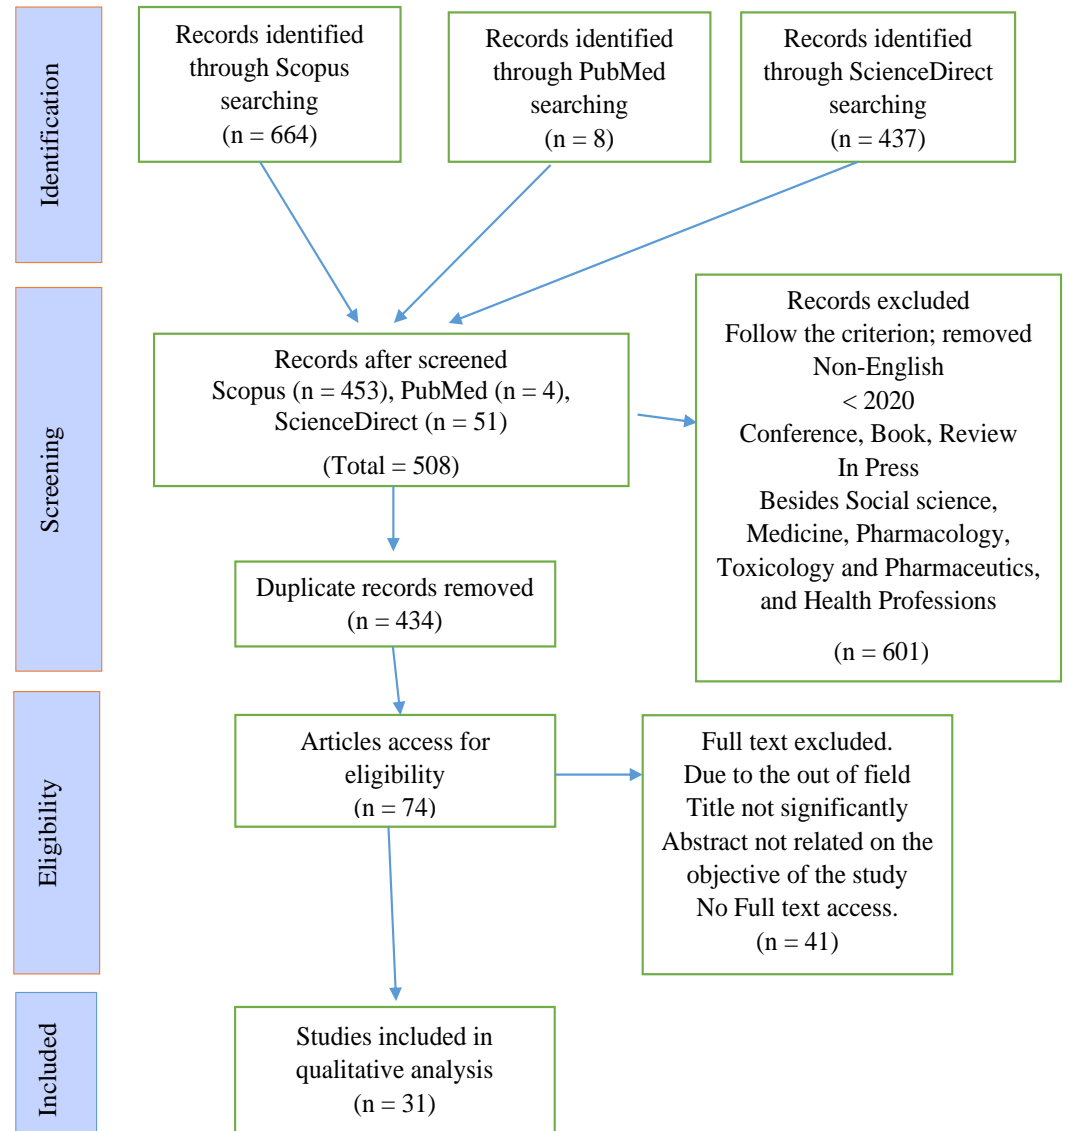 Identification
Records identified
through Scopus
searching
(n = 664)
Records identified
through PubMed
searching
(n = 8)
Records identified
through ScienceDirect
searching
(n = 437)
Screening
Records after screened
Scopus (n = 453), PubMed (n = 4),
ScienceDirect (n = 51)
(Total = 508)
Records excluded
Follow the criterion; removed
Non-English
< 2020
Conference, Book, Review
In Press
Besides Social science,
Medicine, Pharmacology,
Toxicology and Pharmaceutics,
and Health Professions
(n = 601)
Duplicate records removed
(n = 434)
Eligibility
Articles access for
eligibility
(n = 74)
Full text excluded.
Due to the out of field
Title not significantly
Abstract not related on the
objective of the study
No Full text access.
(n = 41)
Included
Studies included in
qualitative analysis
(n = 31)